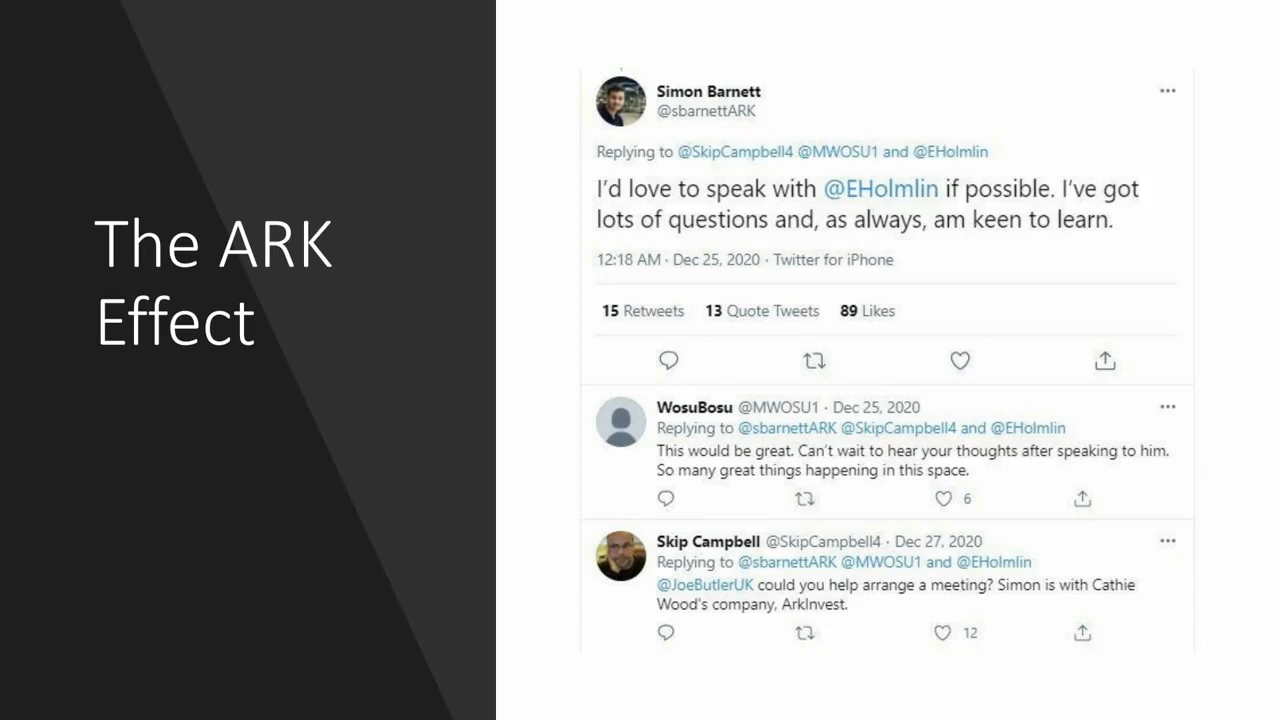 The ARK
Effect
Simon Barnett
@sbarnettARK
Replying to @SkipCampbell4 @MWOSU1 and @EHolmlin
I'd love to speak with @EHolmlin if possible. I've got
lots of questions and, as always, am keen to learn.
12:18 AM · Dec 25, 2020 · Twitter for iPhone
15 Retweets 13 Quote Tweets 89 Likes
WosuBosu @MWOSU1 · Dec 25, 2020
Replying to @sbarnettARK @SkipCampbell4 and @EHolmlin
This would be great. Can't wait to hear your thoughts after speaking to him.
So many great things happening in this space.
6
Skip Campbell @SkipCampbell4 · Dec 27, 2020
Replying to @sbarnettARK @MWOSU1 and @EHolmlin
@JoeButlerUK could you help arrange a meeting? Simon is with Cathie
Wood's company, ArkInvest.
12